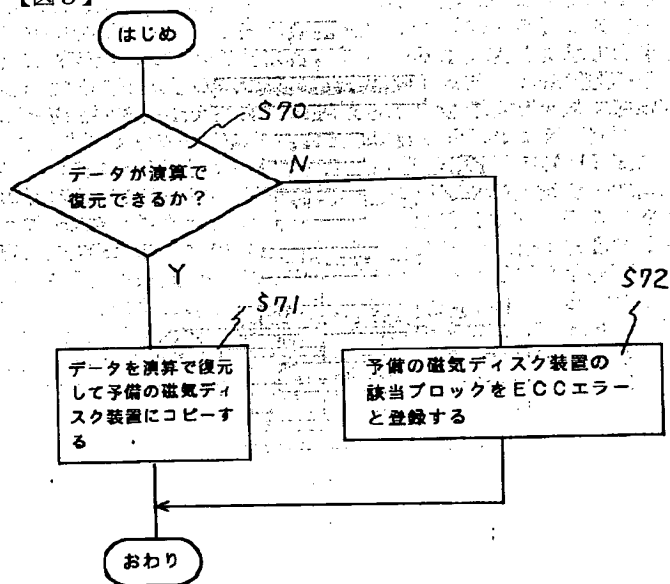 はじめ
S70
データが演算で
復元できるか？
N
Y
S71
S72
データを演算で復元
して予備の磁気ディ
スク装置にコピーす
る
予備の磁気ディスク装置の
該当ブロックをＥＣＣエラー
と登録する
おわり